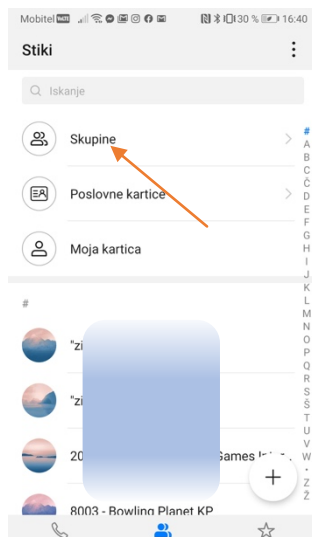 Mobitel 30 % 16:40
Stiki
Iskanje
Skupine
Poslovne kartice
Moja kartica
#
"zi
"zi
20 Games
8003 - Bowling Planet KP
#
A
B
C
Č
D
E
F
G
H
I
J
K
L
M
N
O
P
Q
R
S
Š
T
U
V
W
Z
Ž